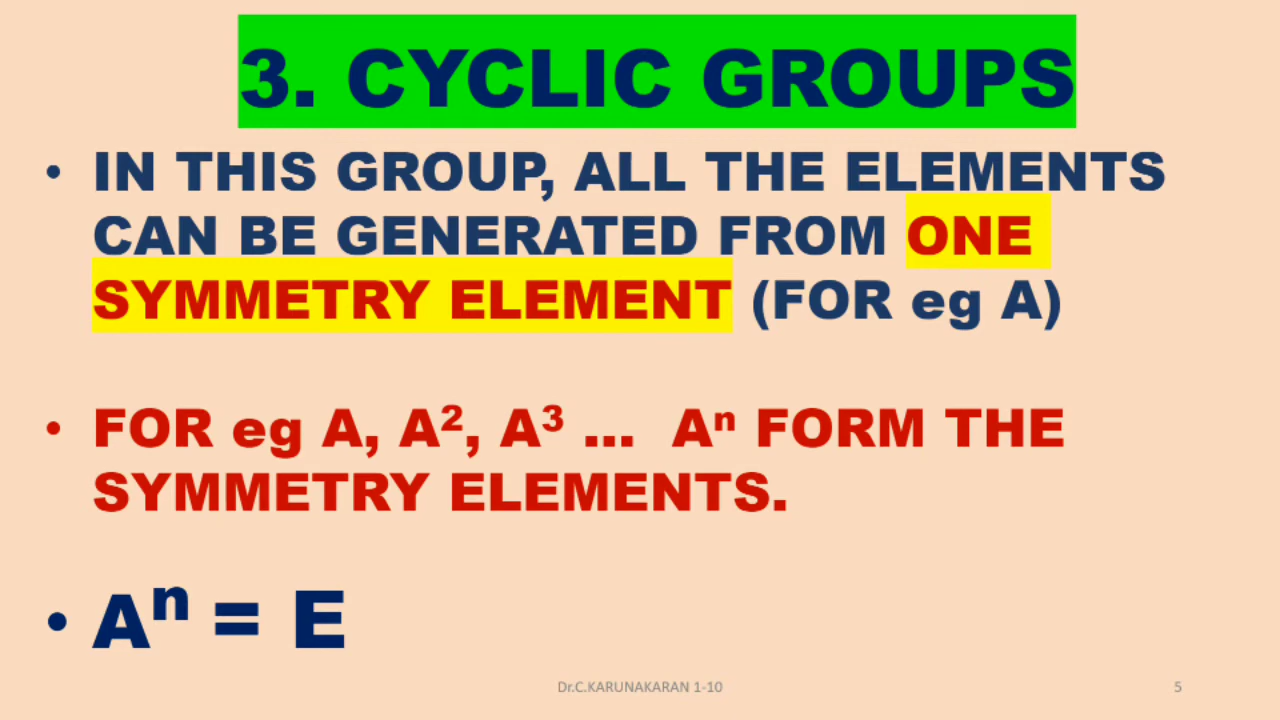 3. CYCLIC GROUPS
• IN THIS GROUP, ALL THE ELEMENTS
CAN BE GENERATED FROM ONE
SYMMETRY ELEMENT (FOR eg A)
• FOR eg A, A², A³ ... Aⁿ FORM THE
SYMMETRY ELEMENTS.
• Aⁿ = E
Dr.C.KARUNAKARAN 1-10
5